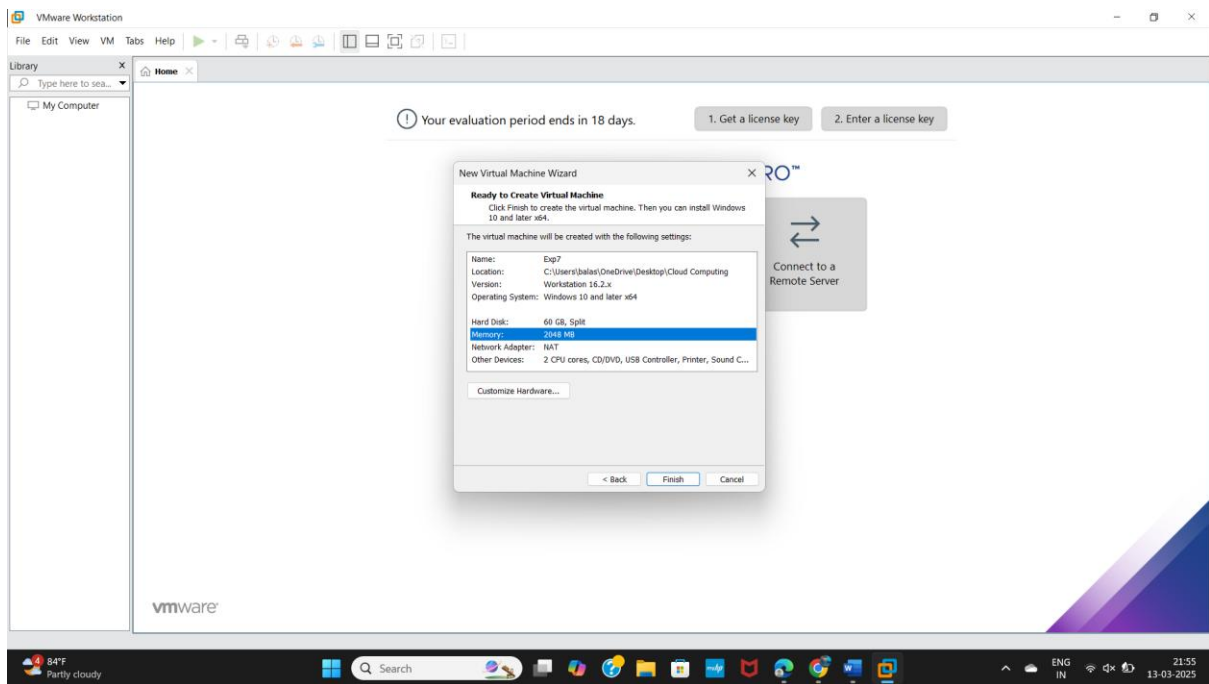 VMware Workstation
File Edit View VM Tabs Help
Library X
Home
Type here to sea...
My Computer
! Your evaluation period ends in 18 days.
1. Get a license key
2. Enter a license key
RO™
New Virtual Machine Wizard
Ready to Create Virtual Machine
Click Finish to create the virtual machine. Then you can install Windows
10 and later x64.
The virtual machine will be created with the following settings:
Name: Exp7
Location: C:\Users\balas\OneDrive\Desktop\Cloud Computing
Version: Workstation 16.2.x
Operating System: Windows 10 and later x64
Hard Disk: 60 GB, Split
Memory: 2048 MB
Network Adapter: NAT
Other Devices: 2 CPU cores, CD/DVD, USB Controller, Printer, Sound C...
Customize Hardware...
< Back Finish Cancel
Connect to a
Remote Server
vmware
4
84°F
Partly cloudy
Search
myhp
ENG
IN
21:55
13-03-2025